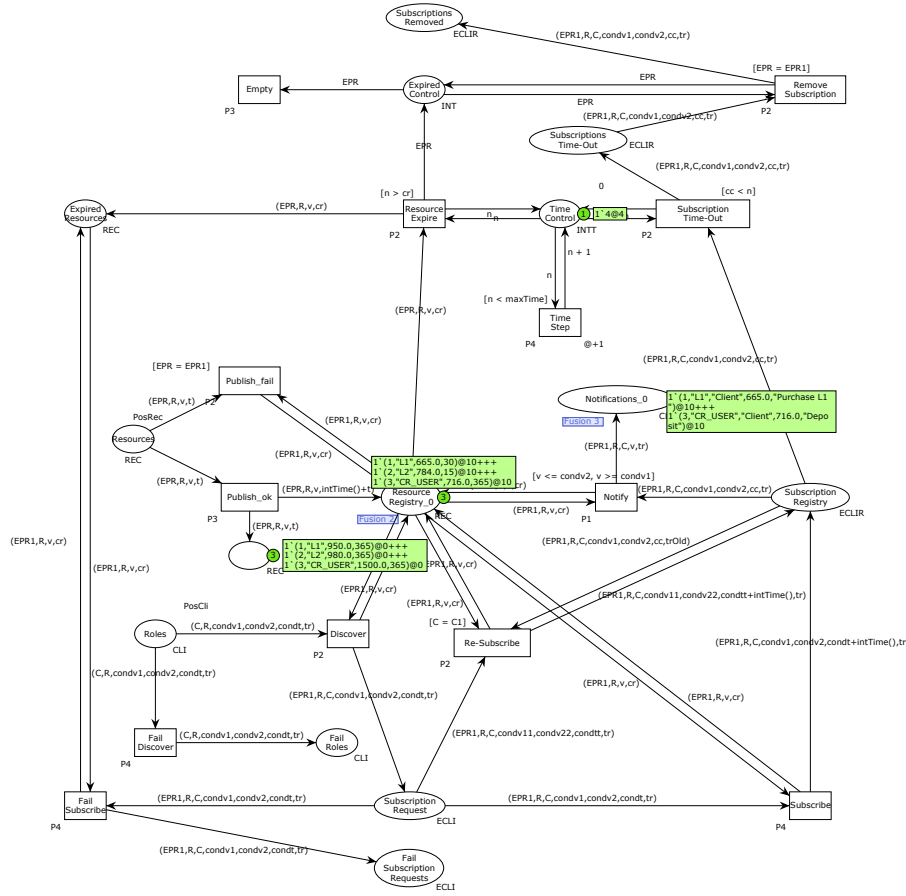 Subscriptions
Removed
ECLIR
(EPR1,R,C,condv1,condv2,cc,tr)
[EPR = EPR1]
Empty
P3
EPR
Expired
Control
INT
EPR
EPR
Remove
Subscription
P2
(EPR1,R,C,condv1,condv2,cc,tr)
Subscriptions
Time-Out
ECLIR
EPR
(EPR1,R,C,condv1,condv2,cc,tr)
0
[n > cr]
[cc < n]
Expired
Resources
REC
(EPR,R,v,cr)
Resource
Expire
P2
n
n
Time
Control
1
1`4@4
INTT
Subscription
Time-Out
P2
n + 1
n
[n < maxTime]
Time
Step
P4
@+1
(EPR,R,v,cr)
(EPR1,R,C,condv1,condv2,cc,tr)
[EPR = EPR1]
Publish_fail
P2
(EPR,R,v,t)
PosRec
Resources
REC
(EPR1,R,v,cr)
(EPR1,R,v,cr)
Notifications_0
Fusion 3
1`(1,"L1","Client",665.0,"Purchase L1
")@10+++
1`(3,"CR_USER","Client",716.0,"Depo
sit")@10
(EPR1,R,C,v,tr)
1`(1,"L1",665.0,30)@10+++
1`(2,"L2",784.0,15)@10+++
1`(3,"CR_USER",716.0,365)@10
[v <= condv2, v >= condv1]
(EPR,R,v,t)
Publish_ok
P3
(EPR,R,v,intTime()+t)
Resource
Registry_0
3
REC
Fusion 2
(EPR1,R,v,cr)
Notify
P1
(EPR1,R,C,condv1,condv2,cc,tr)
Subscription
Registry
ECLIR
(EPR,R,v,t)
3
REC
1`(1,"L1",950.0,365)@0+++
1`(2,"L2",980.0,365)@0+++
1`(3,"CR_USER",1500.0,365)@0
(EPR1,R,v,cr)
(EPR1,R,C,condv1,condv2,cc,trOld)
(EPR1,R,v,cr)
(EPR1,R,v,cr)
(EPR1,R,v,cr)
(EPR1,R,C,condv11,condv22,condtt+intTime(),tr)
PosCli
Roles
CLI
(C,R,condv1,condv2,condt,tr)
Discover
P2
[C = C1]
Re-Subscribe
P2
(EPR1,R,C,condv1,condv2,condt+intTime(),tr
(C,R,condv1,condv2,condt,tr)
(EPR1,R,v,cr)
(EPR1,R,v,cr)
(EPR1,R,C,condv1,condv2,condt,tr)
Fail
Discover
P4
(C,R,condv1,condv2,condt,tr)
Fail
Roles
CLI
(EPR1,R,C,condv11,condv22,condtt,tr)
Fail
Subscribe
P4
(EPR1,R,C,condv1,condv2,condt,tr)
Subscription
Request
ECLI
(EPR1,R,C,condv1,condv2,condt,tr)
Subscribe
P4
(EPR1,R,C,condv1,condv2,condt,tr)
Fail
Subscription
Requests
ECLI